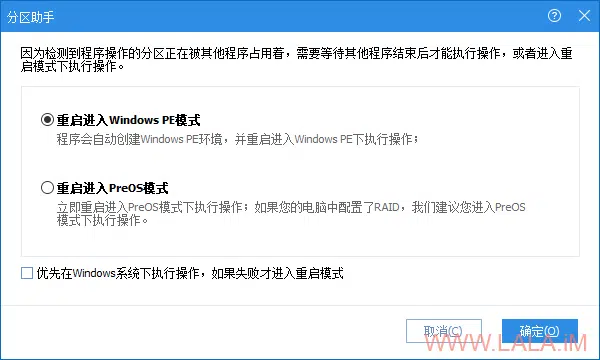 分区助手
因为检测到程序操作的分区正在被其他程序占用着，需要等待其他程序结束后才能执行操作，或者进入重
启模式下执行操作。
重启进入Windows PE模式
程序会自动创建Windows PE环境，并重启进入Windows PE下执行操作；
重启进入PreOS模式
立即重启进入PreOS模式下执行操作；如果您的电脑中配置了RAID，我们建议您进入PreOS
模式下执行操作。
优先在Windows系统下执行操作，如果失败才进入重启模式
取消(C)
确定(O)
WWW.LALA.IM